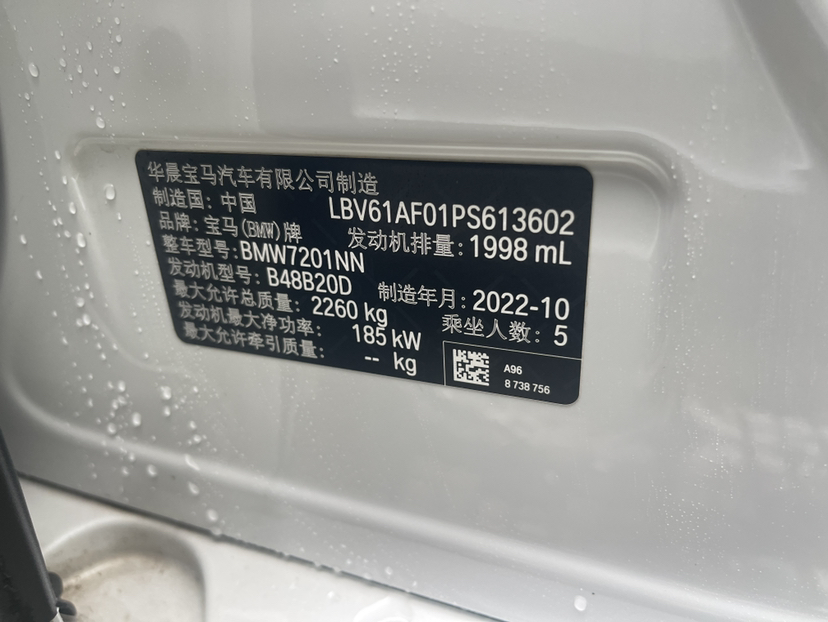 华晨宝马汽车有限公司制造
制造国：中国 LBV61AF01PS613602
品牌：宝马(BMW)牌 发动机排量：1998 mL
整车型号：BMW7201NN
发动机型号：B48B20D 制造年月：2022-10
最大允许总质量：2260 kg 乘坐人数：5
发动机最大净功率：185 kW
最大允许牵引质量：-- kg
A96
8 738 756